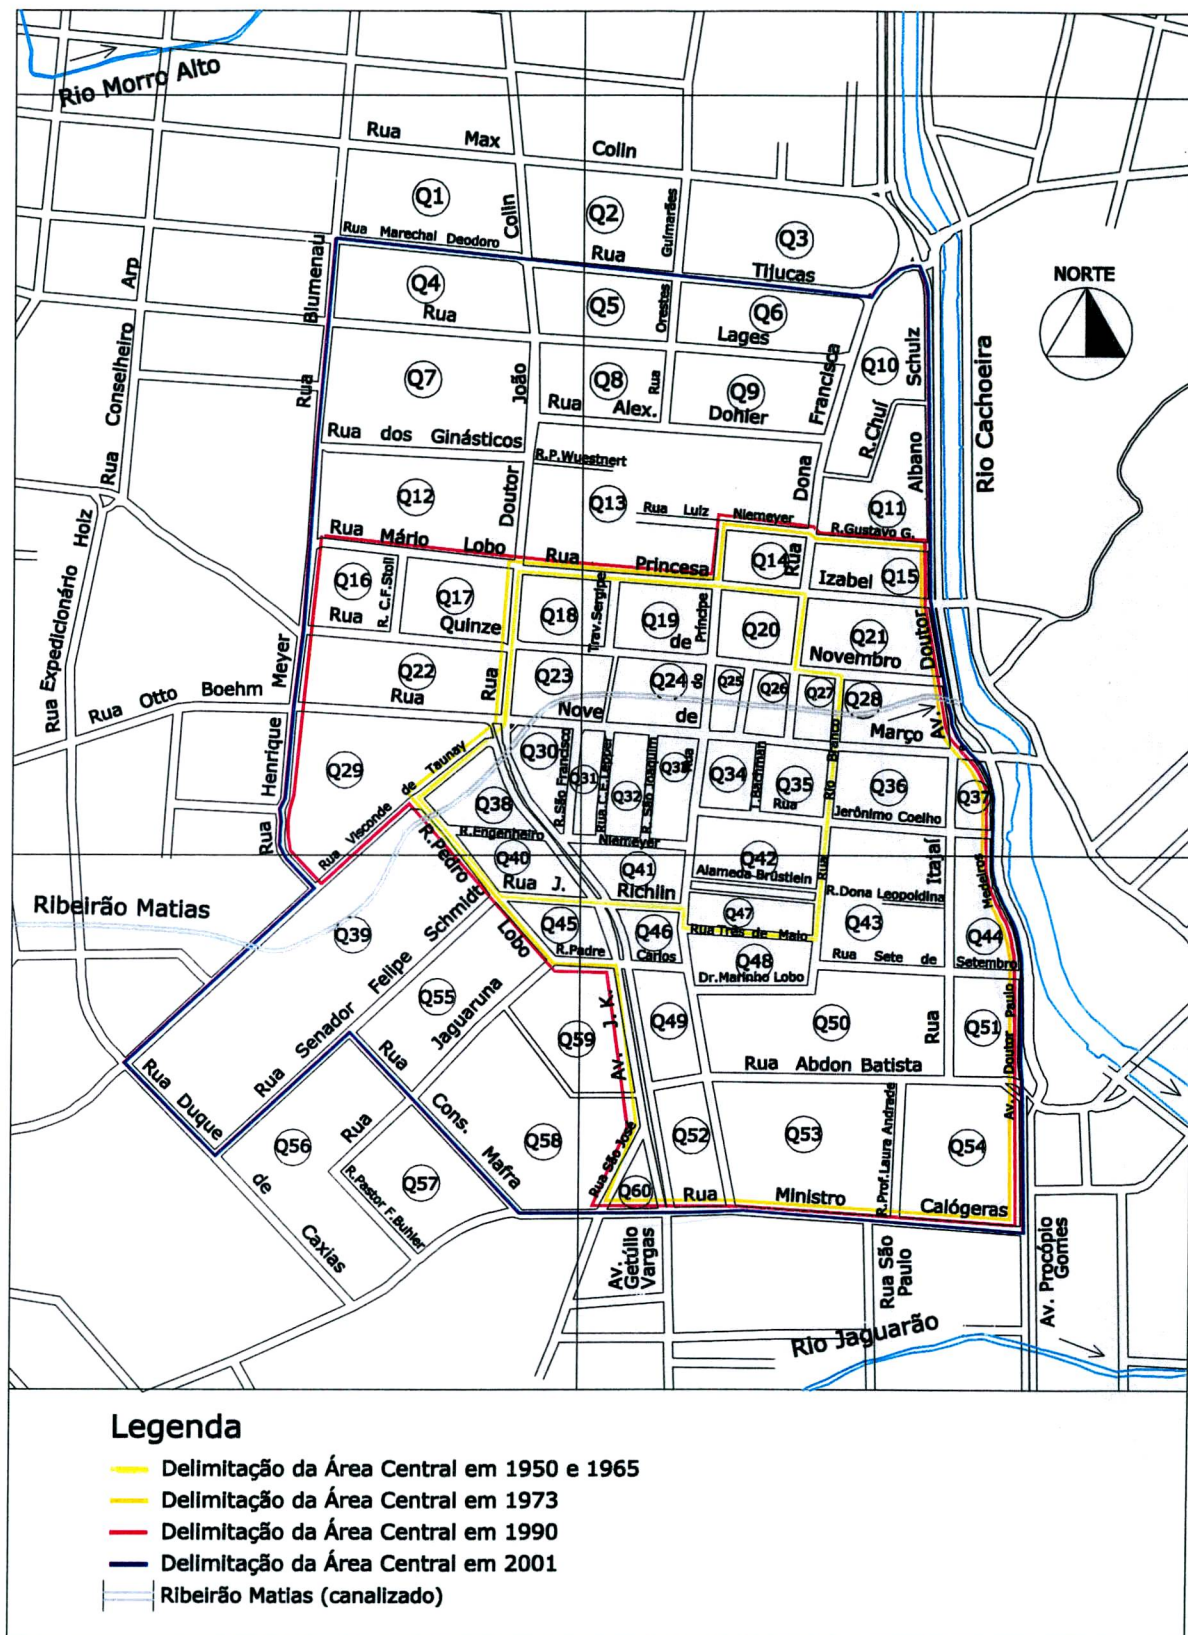 Rio Morro Alto
Rua Max Colin
Q1
Q2
Q3
Rua Marechal Deodoro
Colin
Rua
Guimarães
Tijucas
NORTE
Arp
Blumenau
Q4
Rua
Q5
Orestes
Q6
Lages
Rua Conselheiro
Rua
Q7
João
Q8
Rua
Q9
Francisca
Q10
Schulz
Rio Cachoeira
Rua Alex. Dohler
R.Chuí
Rua dos Ginásticos
R.P.Wuestnert
Doutor
Dona
Albano
Q12
Q13
Rua Luiz Niemeyer
Q11
R.Gustavo G.
Rua Expedicionário Holz
Rua Mário Lobo
Rua Princesa
Q14
Rua
Izabel
Q15
Q16
R. C.F.Stoll
Q17
Q18
Trav.Sergipe
Q19
Príncipe
Q20
Q21
Doutor
Rua Quinze de Novembro
Meyer
Q22
Rua
Q23
Q24
do
Q25
Q26
Q27
Q28
Rua Otto Boehm
Rua Nove de Março
Av.
Henrique
Q29
Rua Visconde de Taunay
Q30
R.São Francisco
Q31
Rua C.E.Lepper
Q32
R. São Joaquim
Q33
Rua
Q34
T.Bachman
Q35
Rio Branco
Q36
Q37
Rua
Q38
Rua Jerônimo Coelho
R.Engenheiro Niemeyer
R.Pedro Lobo
Q40
Q41
Q42
Rua
Itajaí
Medeiros
Rua J. Richlin
Alameda Brüstlein
R.Dona Leopoldina
Ribeirão Matias
Q39
Q45
Q46
Q47
Q43
Q44
Rua Três de Maio
R.Padre Carlos
Rua Sete de Setembro
Rua Senador Felipe Schmidt
Q48
Dr.Marinho Lobo
Q55
Rua Jaguaruna
Q59
Av. J. K.
Q49
Q50
Rua
Q51
Av. Doutor Paulo
Rua Abdon Batista
Rua Duque de Caxias
Rua
Cons. Mafra
Q56
Q58
Rua São José
Q52
Q53
R.Prof.Laura Andrade
Q54
Q57
R.Pastor F.Buhler
Q60
Rua Ministro Calógeras
Av. Getúlio Vargas
Rua São Paulo
Av. Procópio Gomes
Rio Jaguarão
Legenda
Delimitação da Área Central em 1950 e 1965
Delimitação da Área Central em 1973
Delimitação da Área Central em 1990
Delimitação da Área Central em 2001
Ribeirão Matias (canalizado)